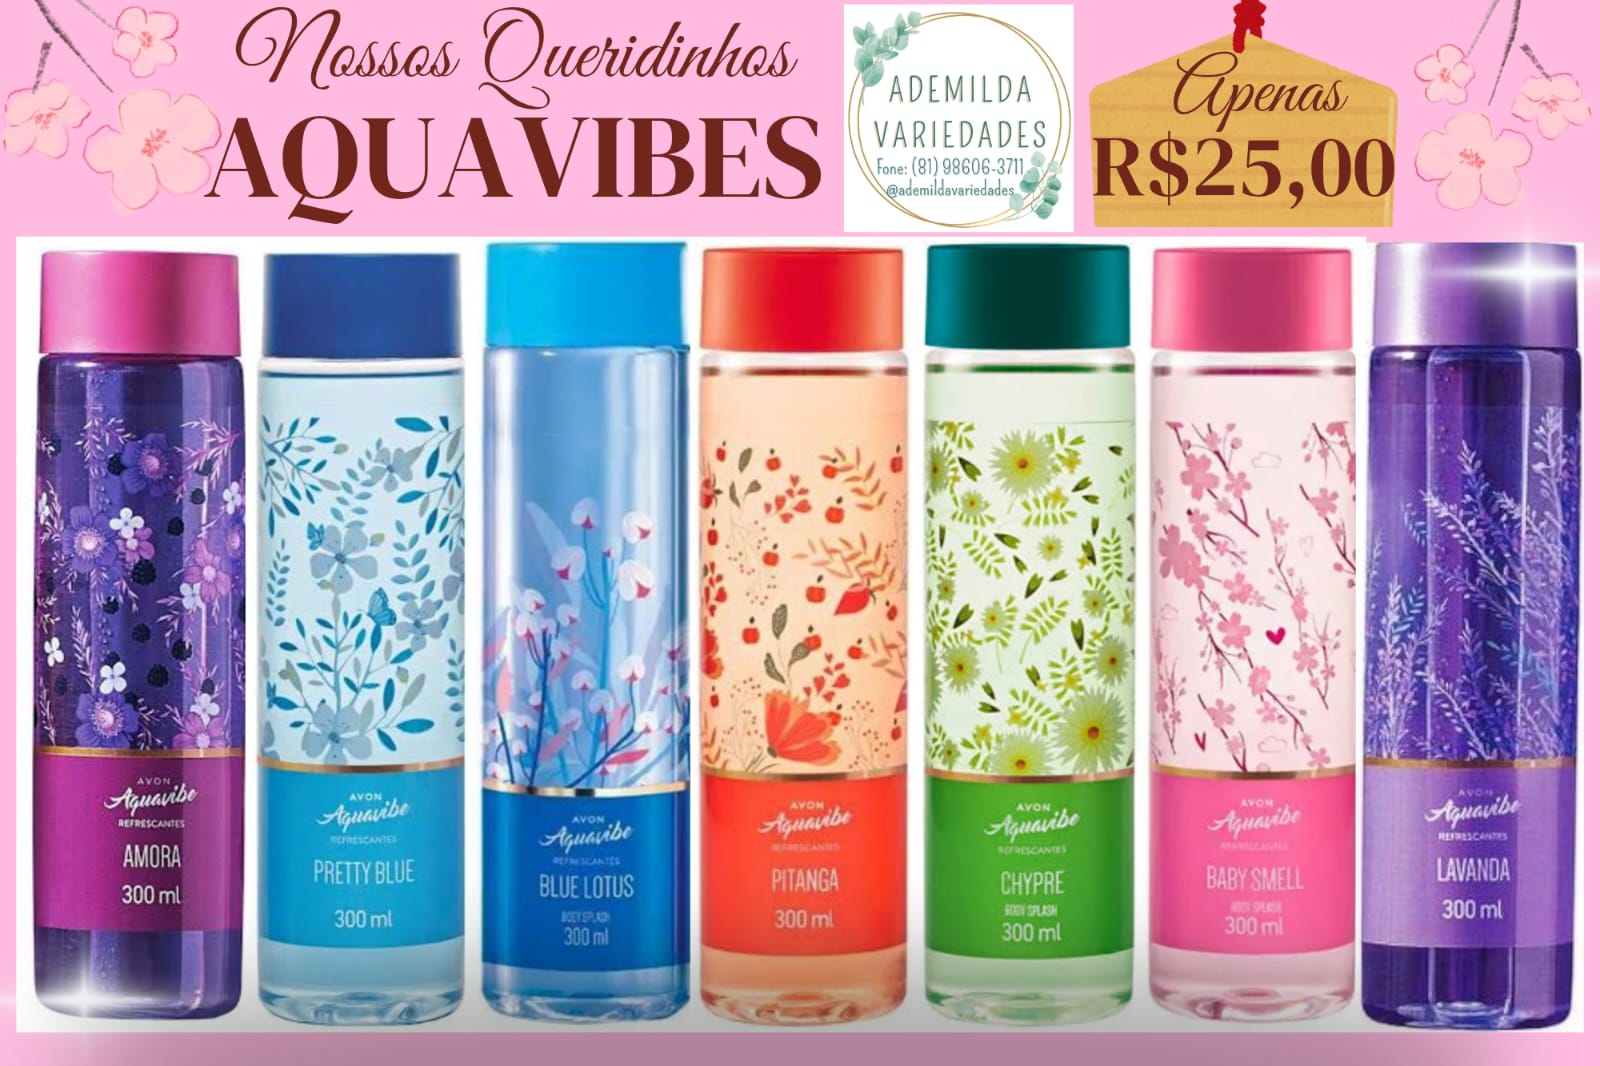 Nossos Queridinhos
AQUAVIBES
ADEMILDA
VARIEDADES
Fone: (81) 98606-3711
@ademildavariedades
Apenas
R$25,00
AVON
Aquavibe
REFRESCANTES
AMORA
300 ml
AVON
Aquavibe
REFRESCANTES
PRETTY BLUE
300 ml
AVON
Aquavibe
REFRESCANTES
BLUE LOTUS
BODY SPLASH
300 ml
AVON
Aquavibe
REFRESCANTES
PITANGA
300 ml
AVON
Aquavibe
REFRESCANTES
CHYPRE
BODY SPLASH
300 ml
AVON
Aquavibe
REFRESCANTES
BABY SMELL
BODY SPLASH
300 ml
AVON
Aquavibe
REFRESCANTES
LAVANDA
300 ml